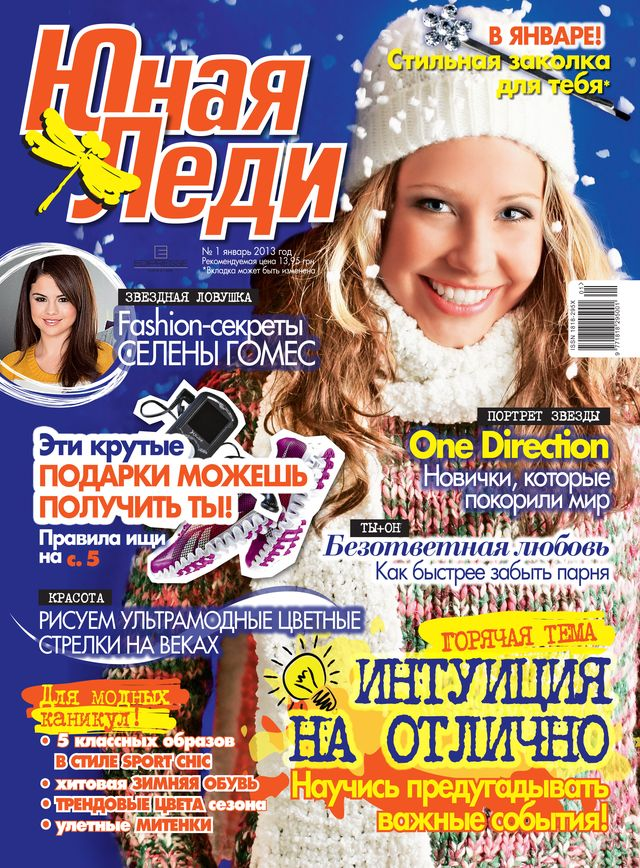 В ЯНВАРЕ!
Стильная заколка
для тебя*
Юная
Леди
№ 1 январь 2013 год
Рекомендуемая цена 13,95 грн
*Вкладка может быть изменена
ЗВЕЗДНАЯ ЛОВУШКА
Fashion-секреты
СЕЛЕНЫ ГОМЕС
ISSN 1818-295X
01>
9 771818 295001
Эти крутые
ПОДАРКИ МОЖЕШЬ
ПОЛУЧИТЬ ТЫ!
Правила ищи
на с. 5
ПОРТРЕТ ЗВЕЗДЫ
One Direction
Новички, которые
покорили мир
ТЫ+ОН
Безответная любовь
Как быстрее забыть парня
КРАСОТА
РИСУЕМ УЛЬТРАМОДНЫЕ ЦВЕТНЫЕ
СТРЕЛКИ НА ВЕКАХ
Для модных
каникул!
• 5 классных образов
В СТИЛЕ SPORT CHIC
• хитовая ЗИМНЯЯ ОБУВЬ
• ТРЕНДОВЫЕ ЦВЕТА сезона
• улетные МИТЕНКИ
ГОРЯЧАЯ ТЕМА
ИНТУИЦИЯ
НА ОТЛИЧНО
Научись предугадывать
важные события!